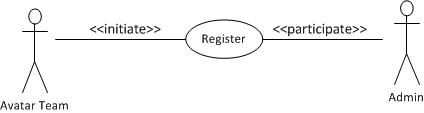 <<initiate>>
<<participate>>
Register
Avatar Team
Admin